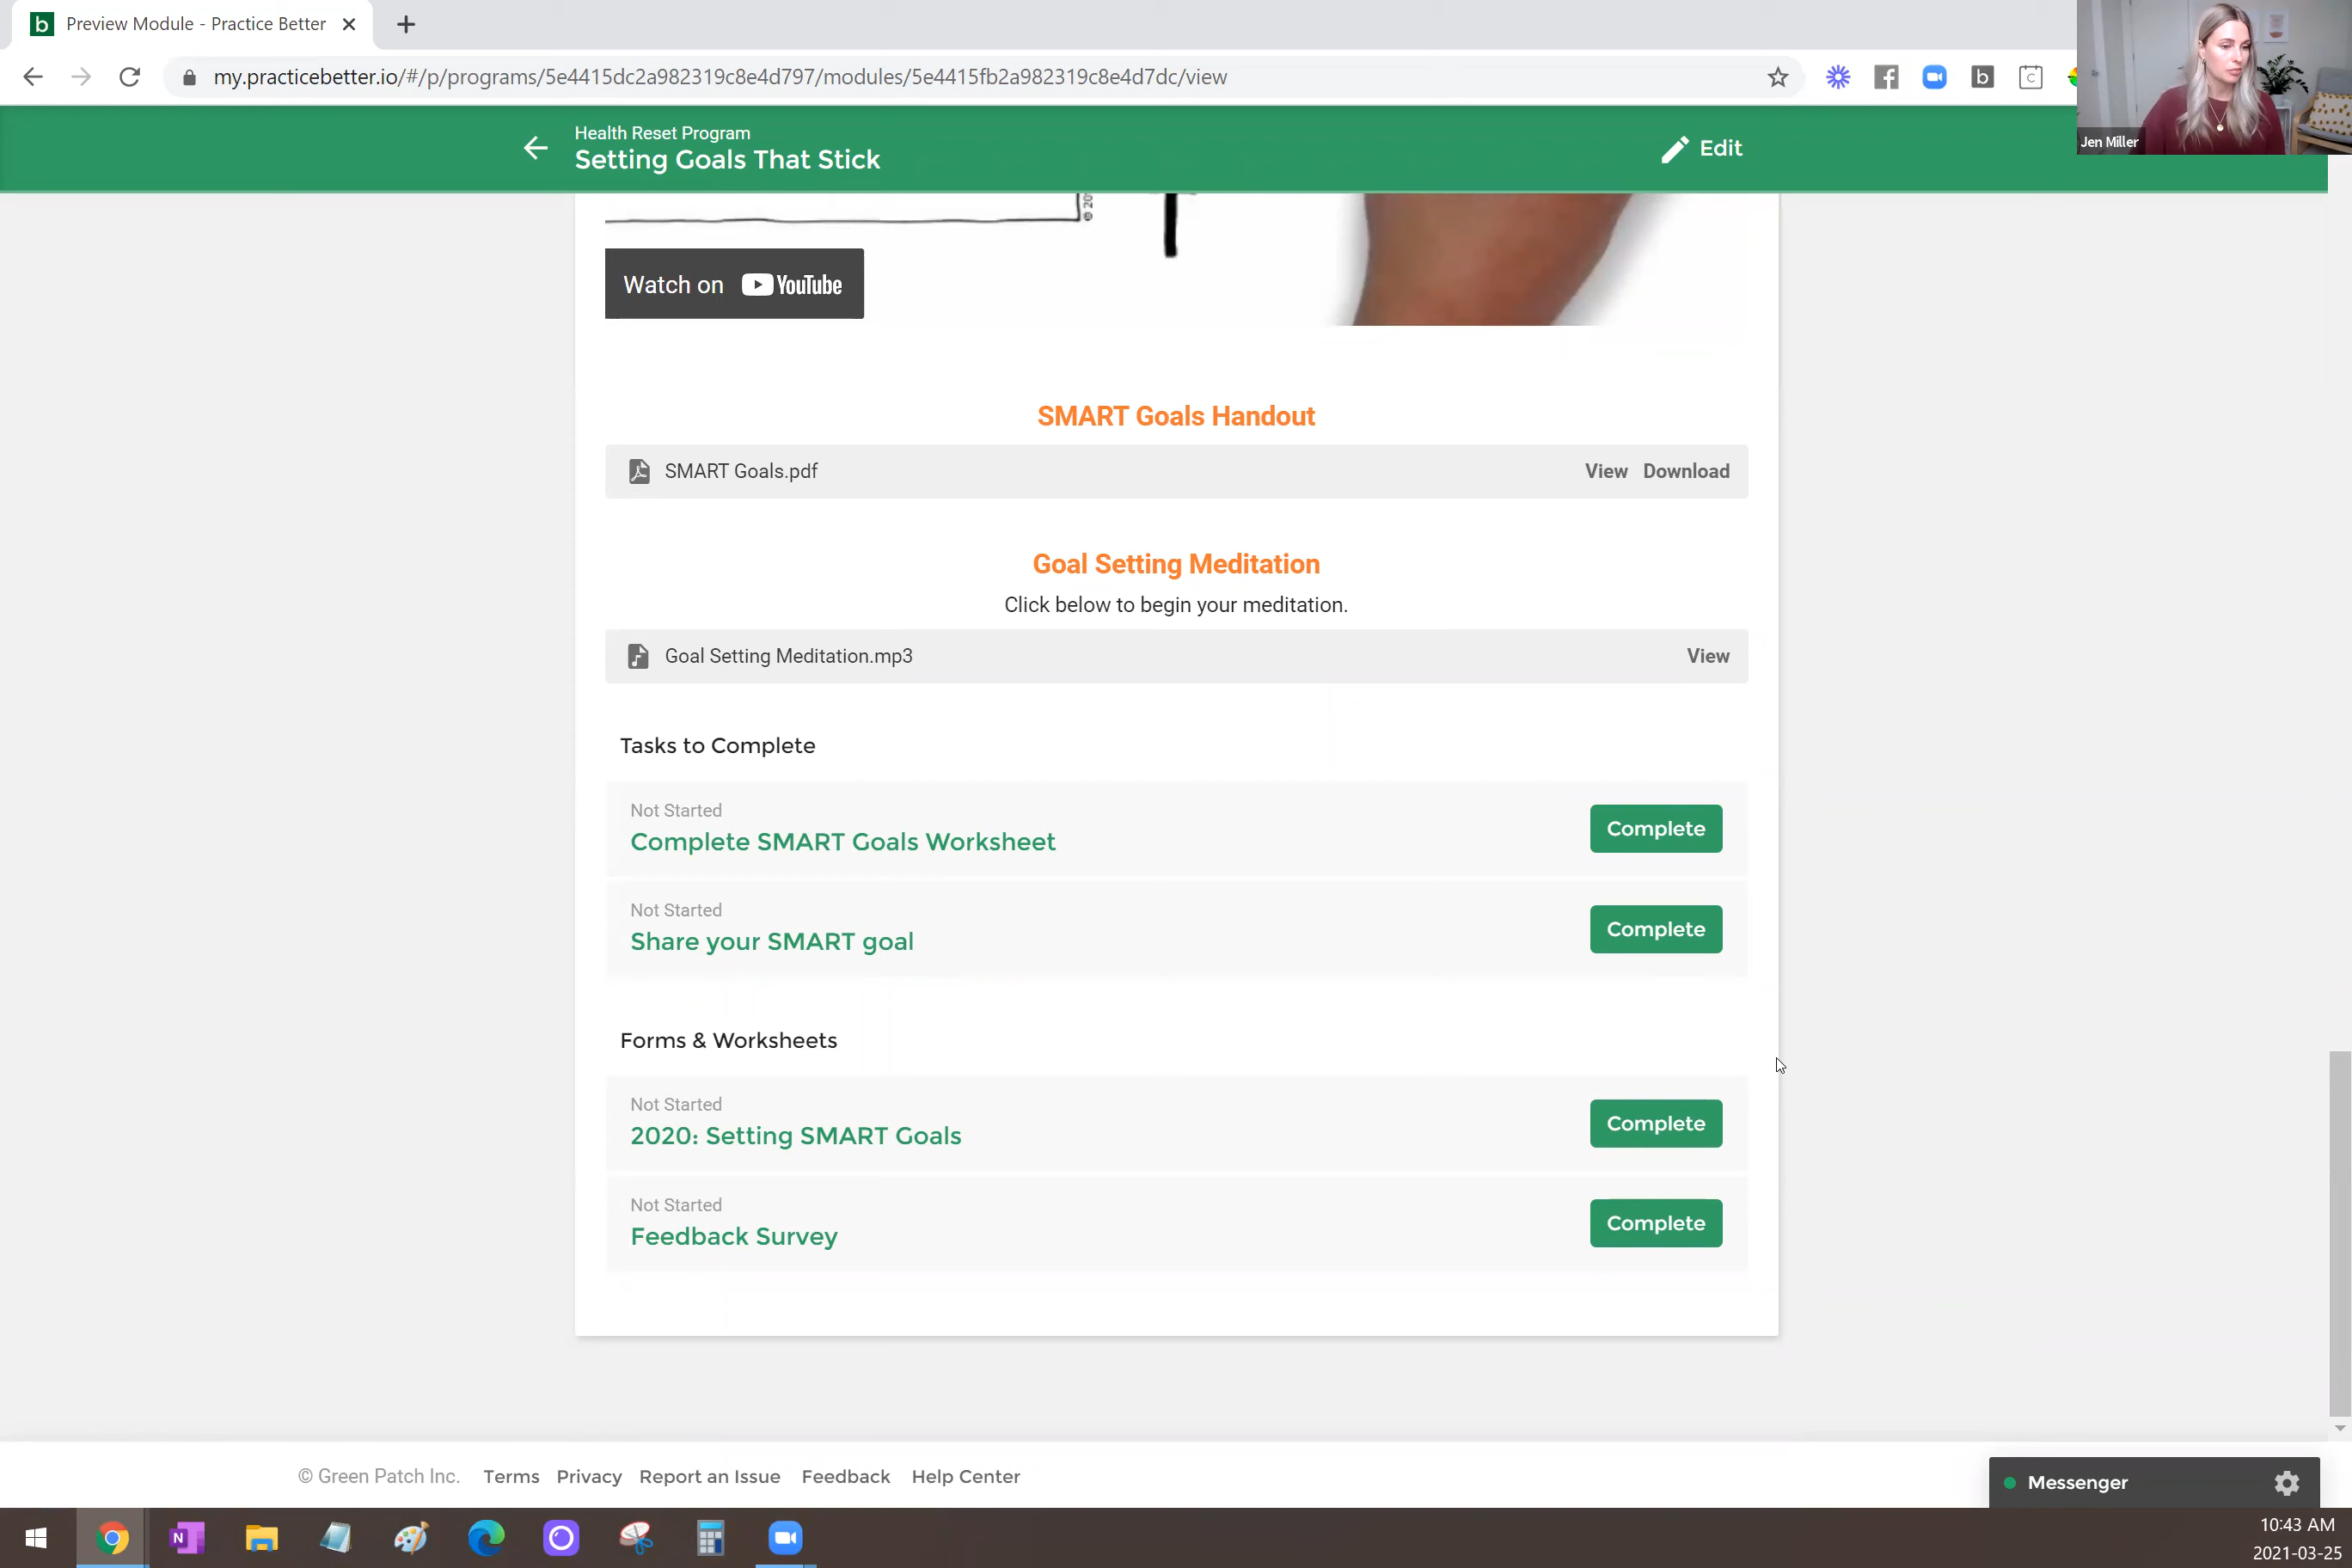 Preview Module - Practice Better
my.practicebetter.io/#/p/programs/5e4415dc2a982319c8e4d797/modules/5e4415fb2a982319c8e4d7dc/view
Jen Miller
Health Reset Program
Setting Goals That Stick
Edit
© 20
Watch on YouTube
SMART Goals Handout
SMART Goals.pdf View Download
Goal Setting Meditation
Click below to begin your meditation.
Goal Setting Meditation.mp3 View
Tasks to Complete
Not Started
Complete SMART Goals Worksheet
Complete
Not Started
Share your SMART goal
Complete
Forms & Worksheets
Not Started
2020: Setting SMART Goals
Complete
Not Started
Feedback Survey
Complete
© Green Patch Inc. Terms Privacy Report an Issue Feedback Help Center
Messenger
10:43 AM
2021-03-25